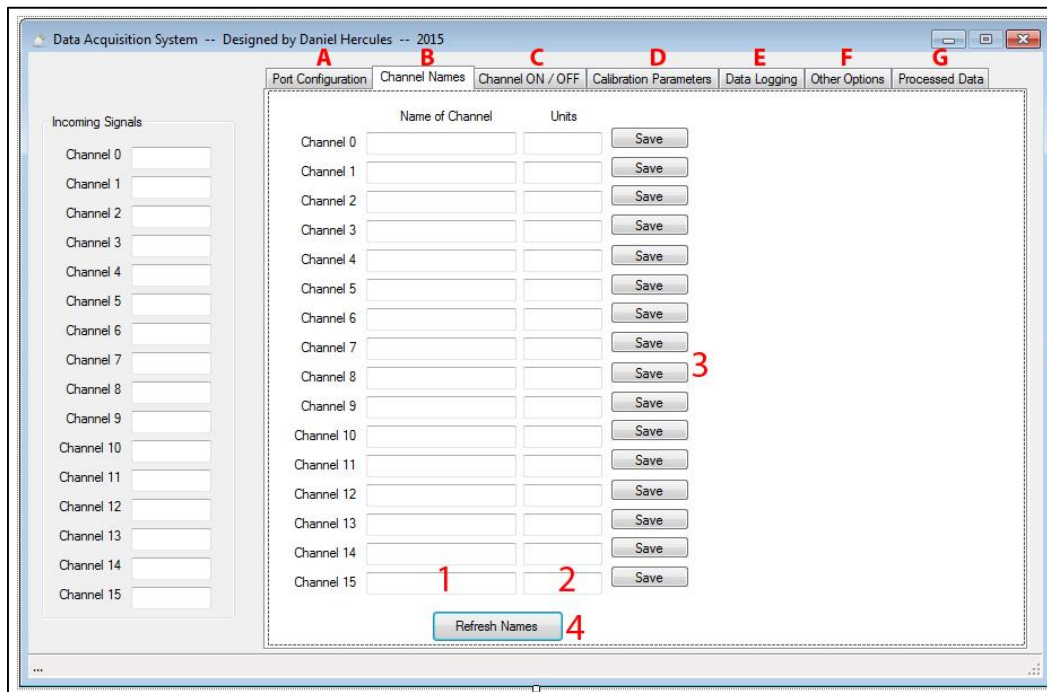 Data Acquisition System -- Designed by Daniel Hercules -- 2015
A B C D E F G
Port Configuration Channel Names Channel ON / OFF Calibration Parameters Data Logging Other Options Processed Data
Incoming Signals
Channel 0
Channel 1
Channel 2
Channel 3
Channel 4
Channel 5
Channel 6
Channel 7
Channel 8
Channel 9
Channel 10
Channel 11
Channel 12
Channel 13
Channel 14
Channel 15
Name of Channel Units
Channel 0 Save
Channel 1 Save
Channel 2 Save
Channel 3 Save
Channel 4 Save
Channel 5 Save
Channel 6 Save
Channel 7 Save
Channel 8 Save 3
Channel 9 Save
Channel 10 Save
Channel 11 Save
Channel 12 Save
Channel 13 Save
Channel 14 Save
Channel 15 1 2 Save
Refresh Names 4
...